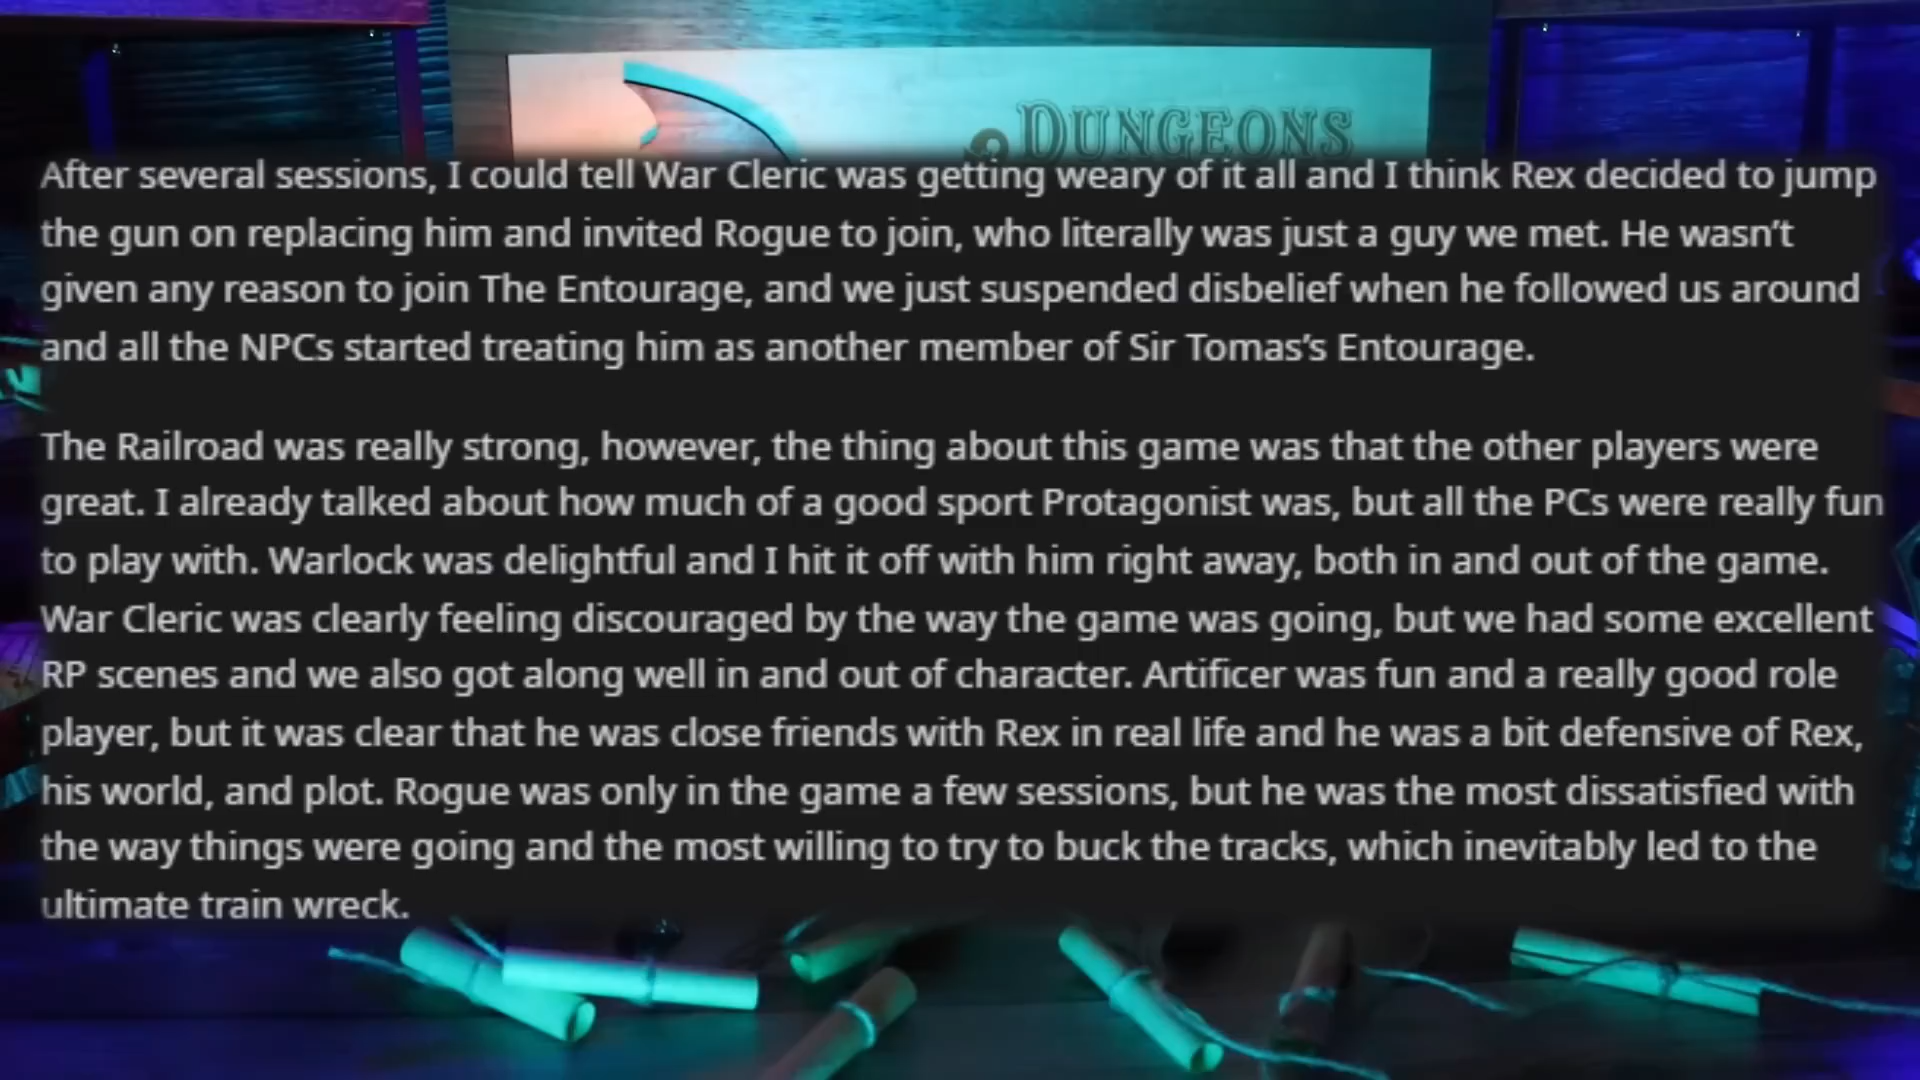 DUNGEONS
After several sessions, I could tell War Cleric was getting weary of it all and I think Rex decided to jump
the gun on replacing him and invited Rogue to join, who literally was just a guy we met. He wasn’t
given any reason to join The Entourage, and we just suspended disbelief when he followed us around
and all the NPCs started treating him as another member of Sir Tomas’s Entourage.
The Railroad was really strong, however, the thing about this game was that the other players were
great. I already talked about how much of a good sport Protagonist was, but all the PCs were really fun
to play with. Warlock was delightful and I hit it off with him right away, both in and out of the game.
War Cleric was clearly feeling discouraged by the way the game was going, but we had some excellent
RP scenes and we also got along well in and out of character. Artificer was fun and a really good role
player, but it was clear that he was close friends with Rex in real life and he was a bit defensive of Rex,
his world, and plot. Rogue was only in the game a few sessions, but he was the most dissatisfied with
the way things were going and the most willing to try to buck the tracks, which inevitably led to the
ultimate train wreck.